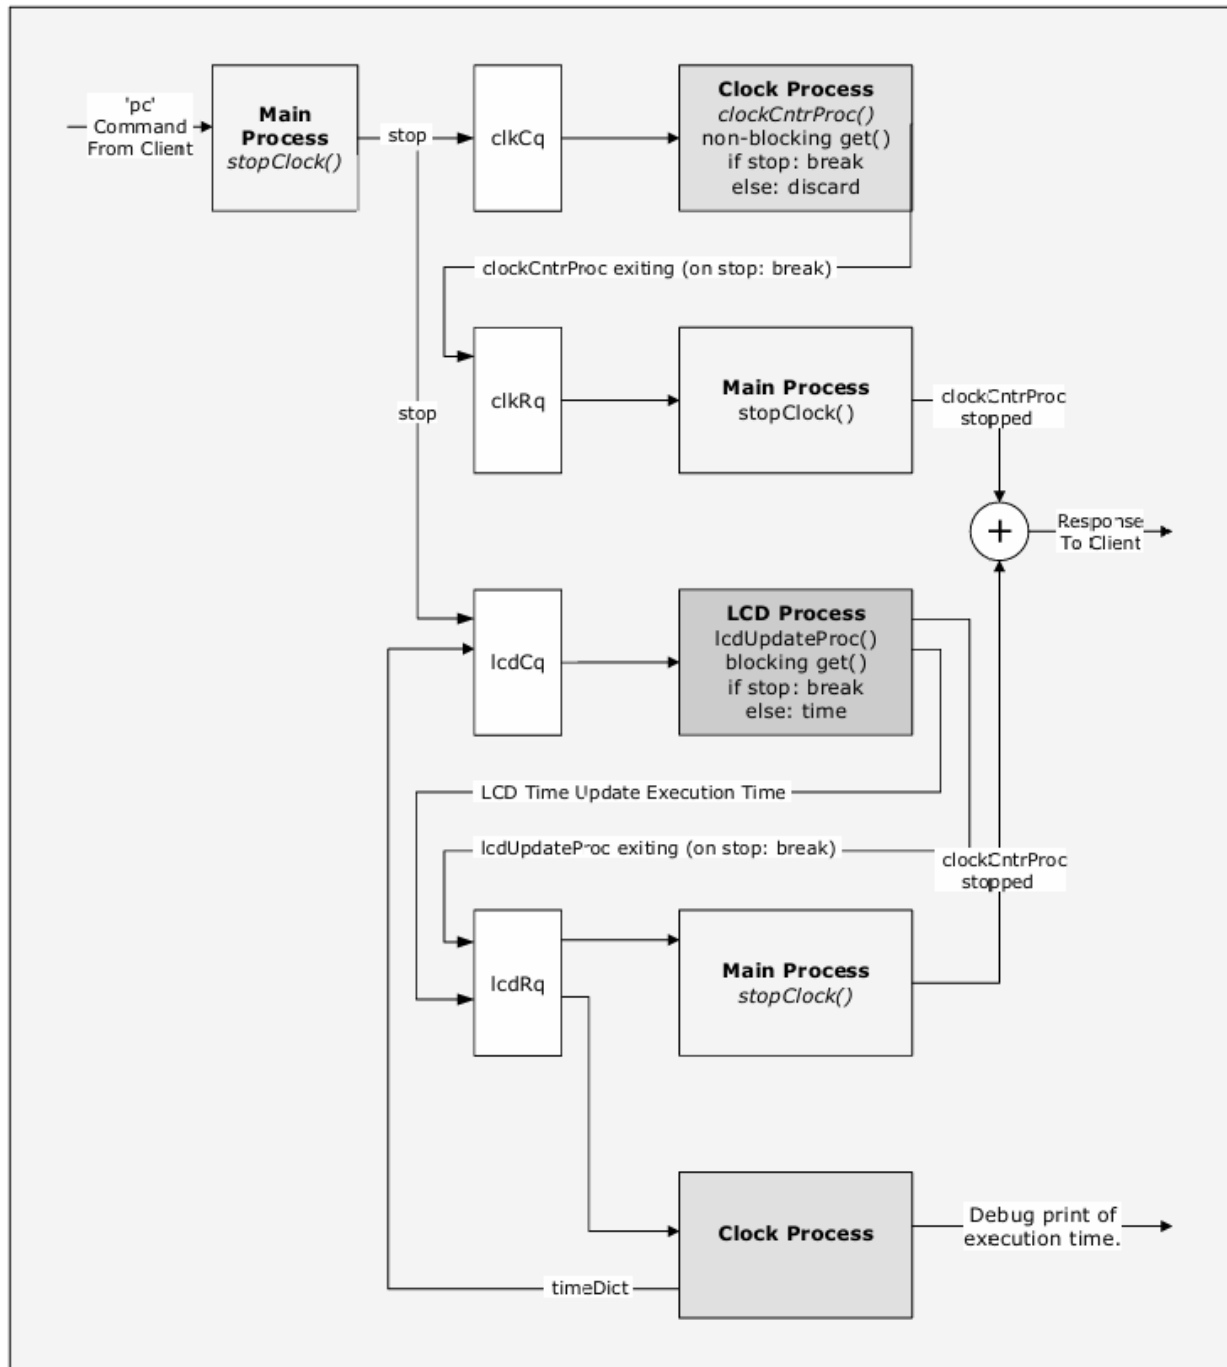 'pc'
Command
From Client
Main
Process
stopClock()
stop
clkCq
Clock Process
clockCntrProc()
non-blocking get()
if stop: break
else: discard
clockCntrProc exiting (on stop: break)
clkRq
Main Process
stopClock()
clockCntrProc
stopped
stop
+
Response
To Client
lcdCq
LCD Process
lcdUpdateProc()
blocking get()
if stop: break
else: time
LCD Time Update Execution Time
lcdUpdateProc exiting (on stop: break)
clockCntrProc
stopped
lcdRq
Main Process
stopClock()
Clock Process
Debug print of
execution time.
timeDict